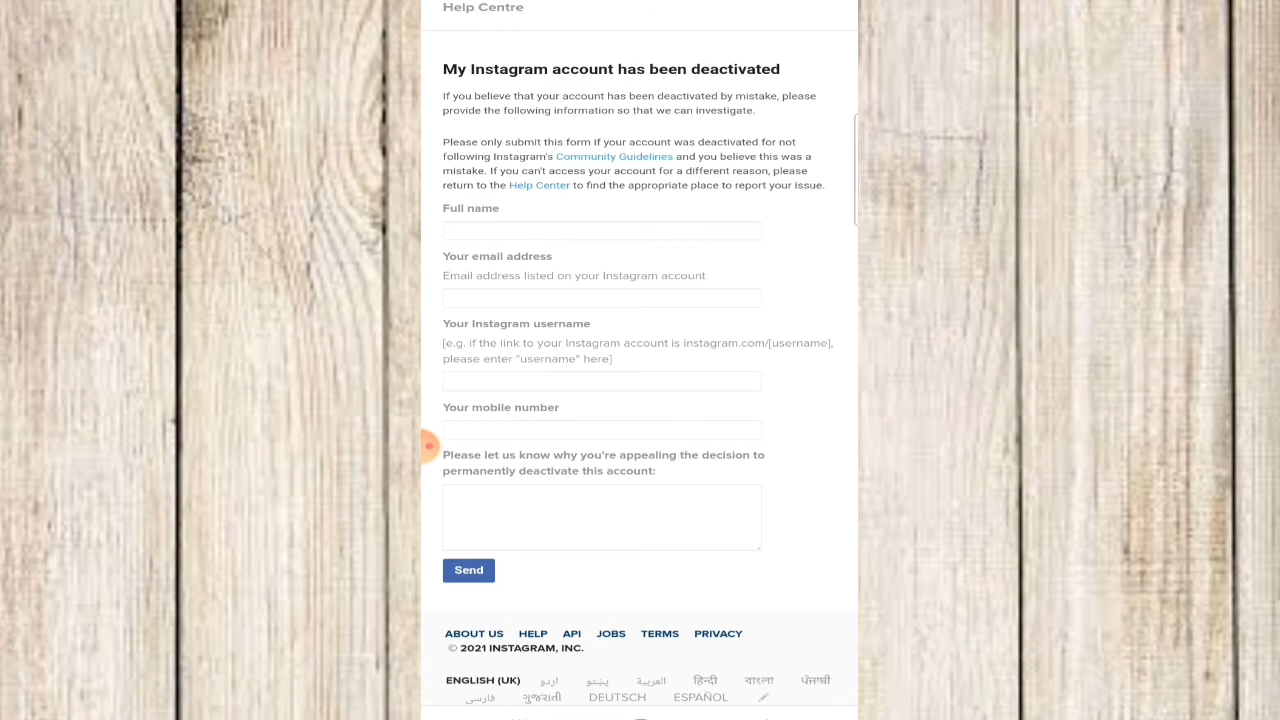 Help Centre
My Instagram account has been deactivated
If you believe that your account has been deactivated by mistake, please
provide the following information so that we can investigate.
Please only submit this form if your account was deactivated for not
following Instagram's Community Guidelines and you believe this was a
mistake. If you can't access your account for a different reason, please
return to the Help Center to find the appropriate place to report your issue.
Full name
Your email address
Email address listed on your Instagram account
Your Instagram username
[e.g. if the link to your Instagram account is instagram.com/[username],
please enter "username" here]
Your mobile number
Please let us know why you're appealing the decision to
permanently deactivate this account:
Send
ABOUT US HELP API JOBS TERMS PRIVACY
© 2021 INSTAGRAM, INC.
ENGLISH (UK) اردو پښتو العربية हिन्दी বাংলা ਪੰਜਾਬੀ
فارسی ગુજરાતી DEUTSCH ESPAÑOL